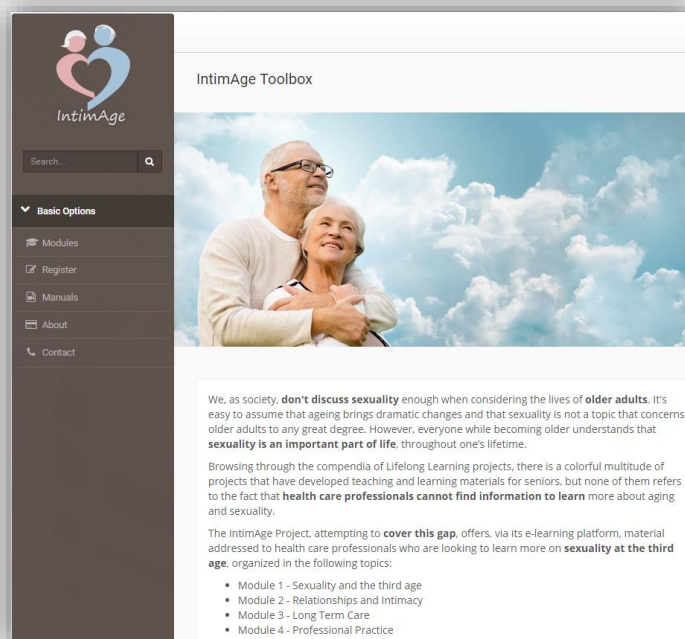 IntimAge
Search...
Basic Options
Modules
Register
Manuals
About
Contact
IntimAge Toolbox
We, as society, don't discuss sexuality enough when considering the lives of older adults. It's
easy to assume that ageing brings dramatic changes and that sexuality is not a topic that concerns
older adults to any great degree. However, everyone while becoming older understands that
sexuality is an important part of life, throughout one's lifetime.
Browsing through the compendia of Lifelong Learning projects, there is a colorful multitude of
projects that have developed teaching and learning materials for seniors, but none of them refers
to the fact that health care professionals cannot find information to learn more about aging
and sexuality.
The IntimAge Project, attempting to cover this gap, offers, via its e-learning platform, material
addressed to health care professionals who are looking to learn more on sexuality at the third
age, organized in the following topics:
• Module 1 - Sexuality and the third age
• Module 2 - Relationships and Intimacy
• Module 3 - Long Term Care
• Module 4 - Professional Practice